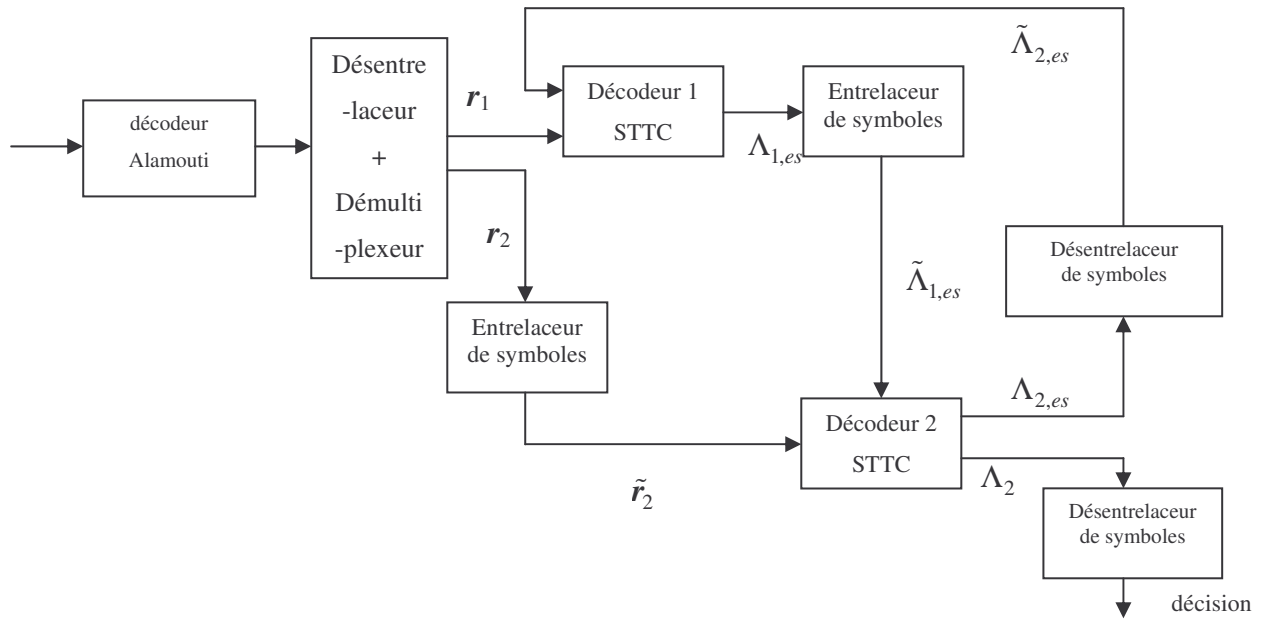 Λ̃2,es
Désentre
-laceur
+
Démulti
-plexeur
r1
Décodeur 1
STTC
Entrelaceur
de symboles
Λ1,es
décodeur
Alamouti
r2
Λ̃1,es
Désentrelaceur
de symboles
Entrelaceur
de symboles
Λ2,es
Décodeur 2
STTC
Λ2
r̃2
Désentrelaceur
de symboles
décision